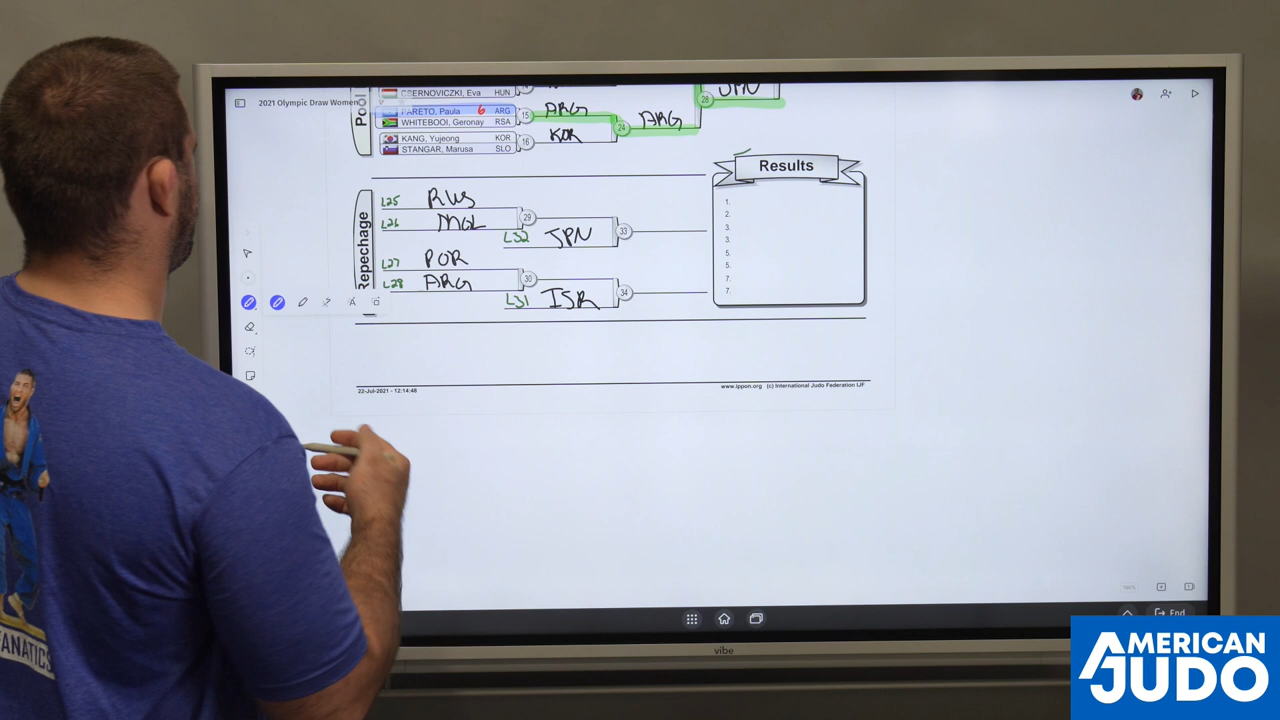 2021 Olympic Draw Women
Pool
CSERNOVICZKI, Eva HUN
PARETO, Paula 6 ARG
WHITEBOOI, Geronay RSA
15
ARG
KANG, Yujeong KOR
STANGAR, Marusa SLO
16
KOR
24
ARG
28
JPN
Repechage
L25 RUS
L26 MGL
29
L32 JPN
33
L27 POR
L28 ARG
30
L31 ISR
34
Results
1.
2.
3.
3.
5.
5.
7.
7.
22-Jul-2021 - 12:14:48
www.ippon.org (c) International Judo Federation IJF
End
vibe
FANATICS
AMERICAN
JUDO